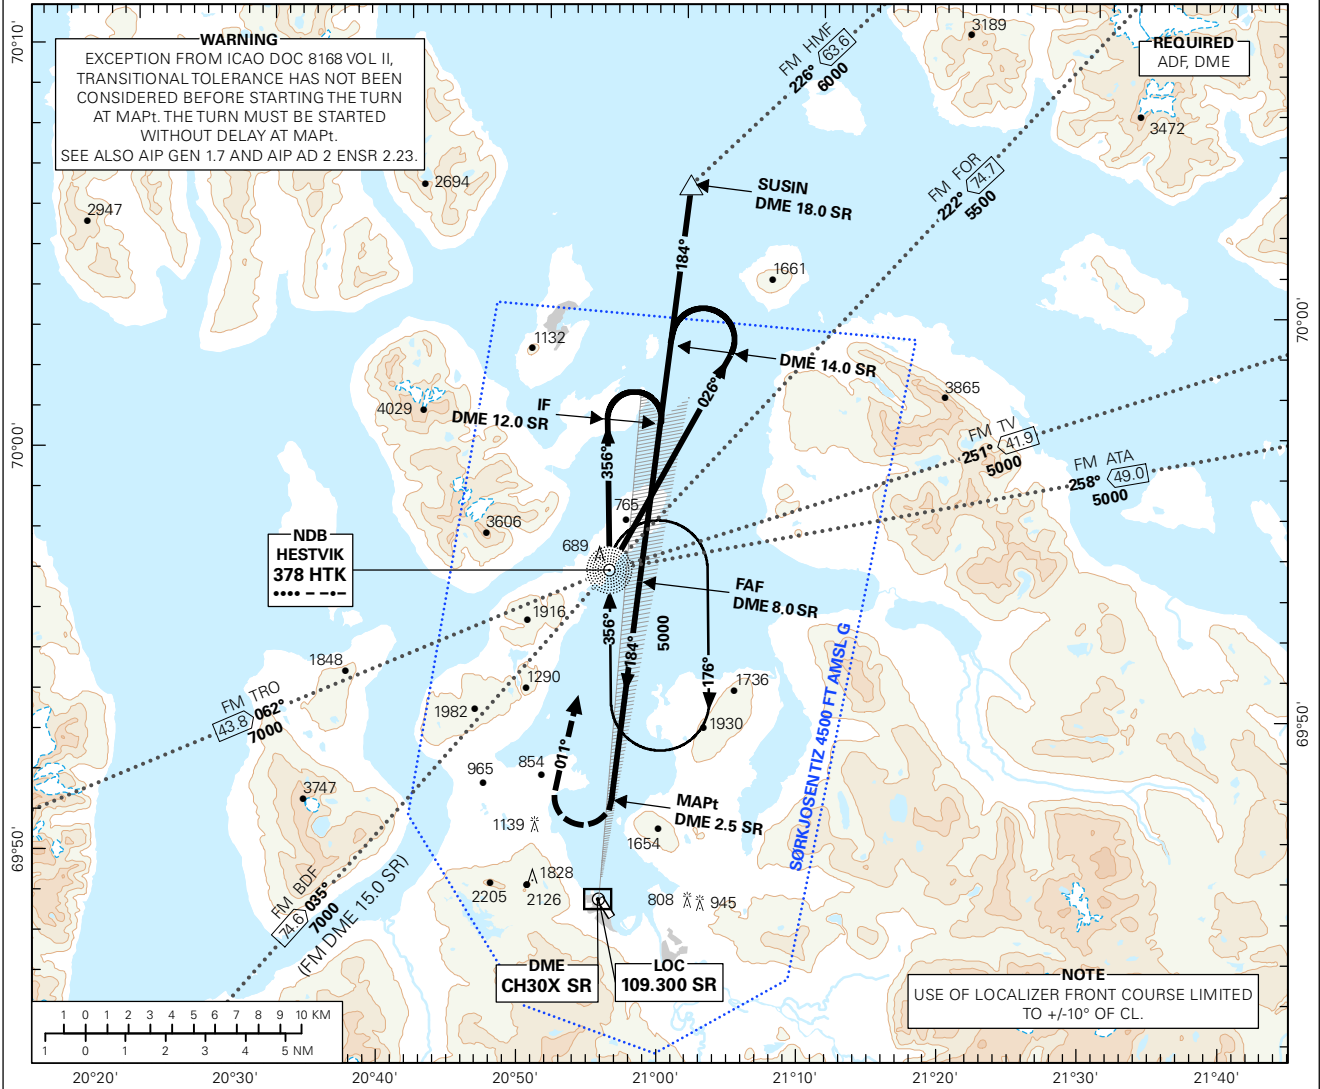 70°10'
WARNING
EXCEPTION FROM ICAO DOC 8168 VOL II,
TRANSITIONAL TOLERANCE HAS NOT BEEN
CONSIDERED BEFORE STARTING THE TURN
AT MAPt. THE TURN MUST BE STARTED
WITHOUT DELAY AT MAPt.
SEE ALSO AIP GEN 1.7 AND AIP AD 2 ENSR 2.23.
FM HMF
226° 63.6
6000
3189
REQUIRED
ADF, DME
3472
2694
2947
SUSIN
DME 18.0 SR
FM FOR
222° 74.7
5500
184°
1661
70°00'
1132
DME 14.0 SR
026°
4029
IF
DME 12.0 SR
3865
70°00'
356°
FM TV
251° 41.9
5000
FM ATA
258° 49.0
5000
765
3606
689
NDB
HESTVIK
378 HTK
FAF
DME 8.0 SR
1916
356°
184°
5000
176°
1848
1290
1736
1982
1930
69°50'
FM TRO
43.8 062°
7000
SØRKJOSEN TIZ 4500 FT AMSL G
011°
965
854
3747
MAPt
DME 2.5 SR
1139
1654
69°50'
FM BDF
74.6 035°
7000
(FM DME 15.0 SR)
1828
2205
2126
808
945
DME
CH30X SR
LOC
109.300 SR
NOTE
USE OF LOCALIZER FRONT COURSE LIMITED
TO +/-10° OF CL.
1 0 1 2 3 4 5 6 7 8 9 10 KM
1 0 1 2 3 4 5 NM
20°20' 20°30' 20°40' 20°50' 21°00' 21°10' 21°20' 21°30' 21°40'